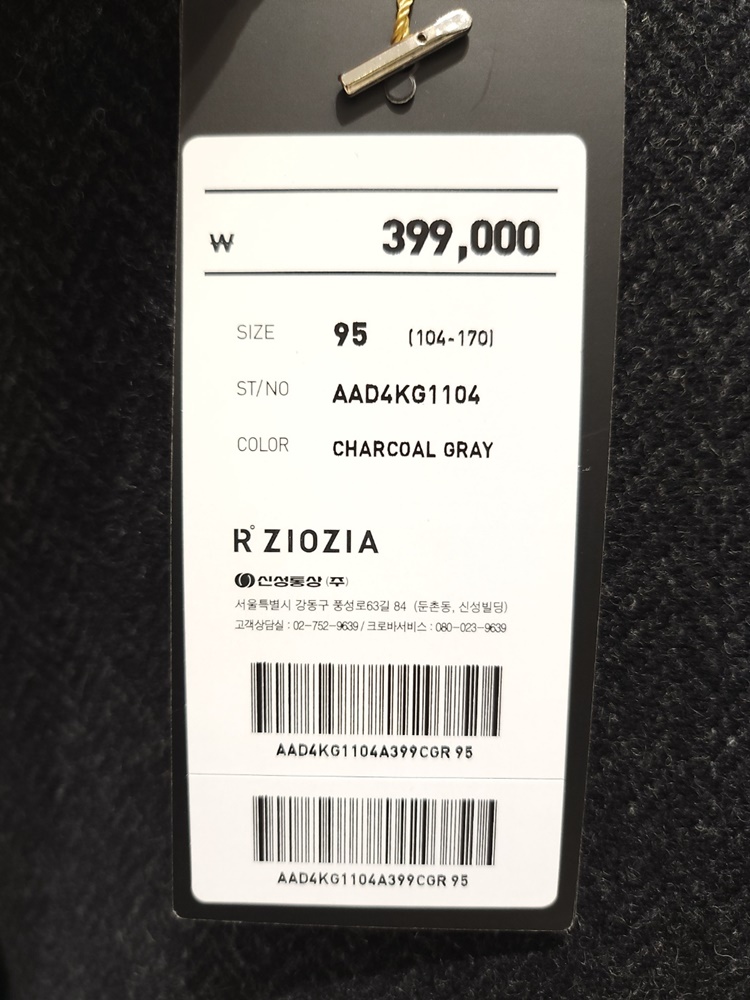 ₩ 399,000
SIZE 95 (104-170)
ST/NO AAD4KG1104
COLOR CHARCOAL GRAY
R° ZIOZIA
신성통상(주)
서울특별시 강동구 풍성로63길 84 (둔촌동, 신성빌딩)
고객상담실 : 02-752-9639 / 크로바서비스 : 080-023-9639
AAD4KG1104A399CGR 95
AAD4KG1104A399CGR 95